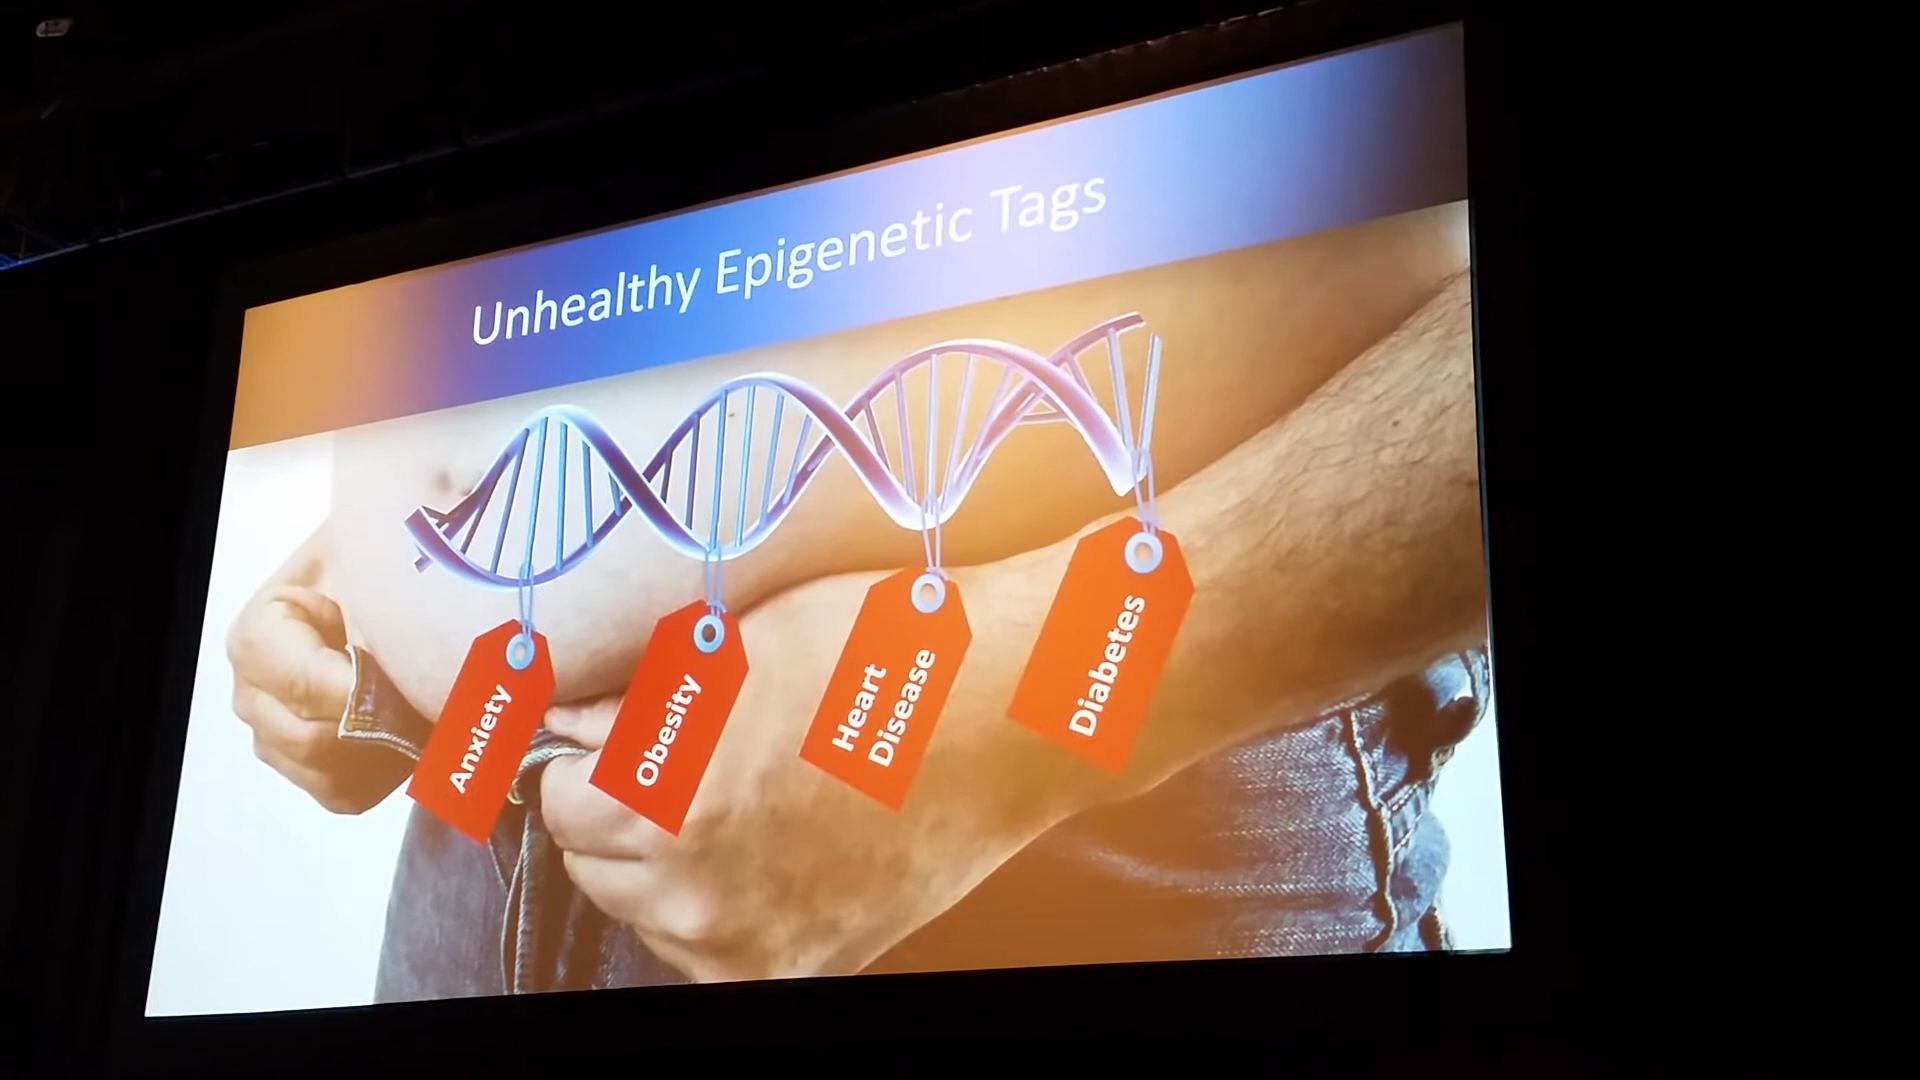 Unhealthy Epigenetic Tags
Anxiety
Obesity
Heart
Disease
Diabetes